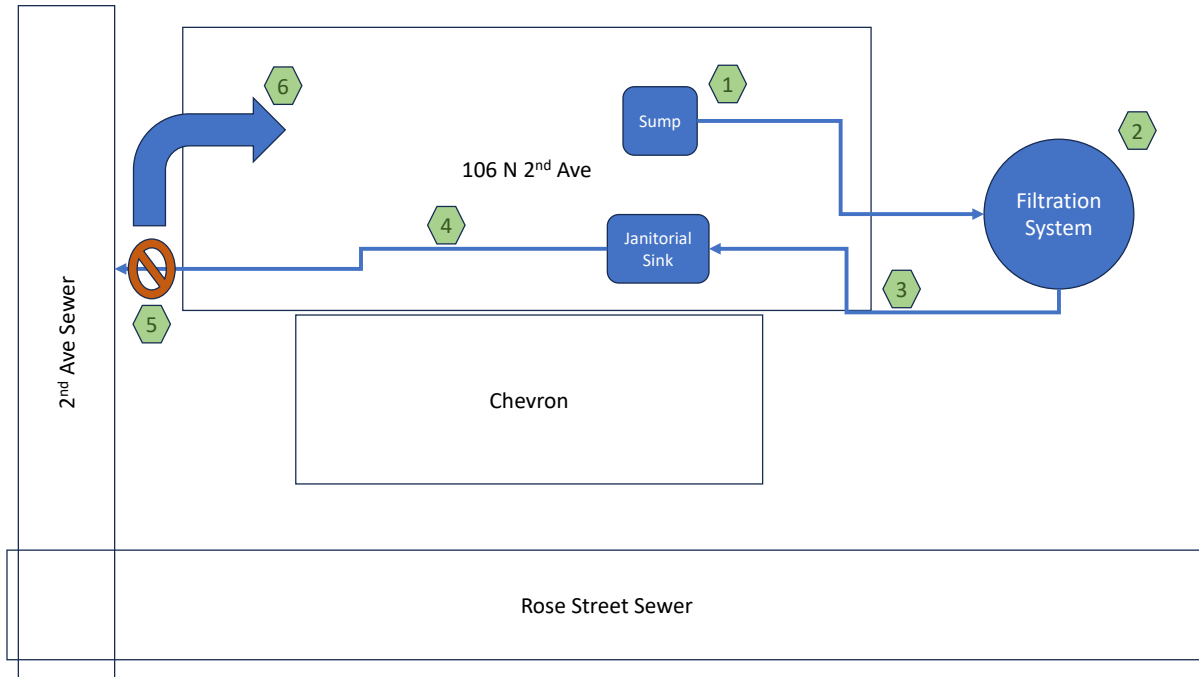 6
1
Sump
2
106 N 2nd Ave
Filtration
System
4
Janitorial
Sink
3
5
2nd Ave Sewer
Chevron
Rose Street Sewer